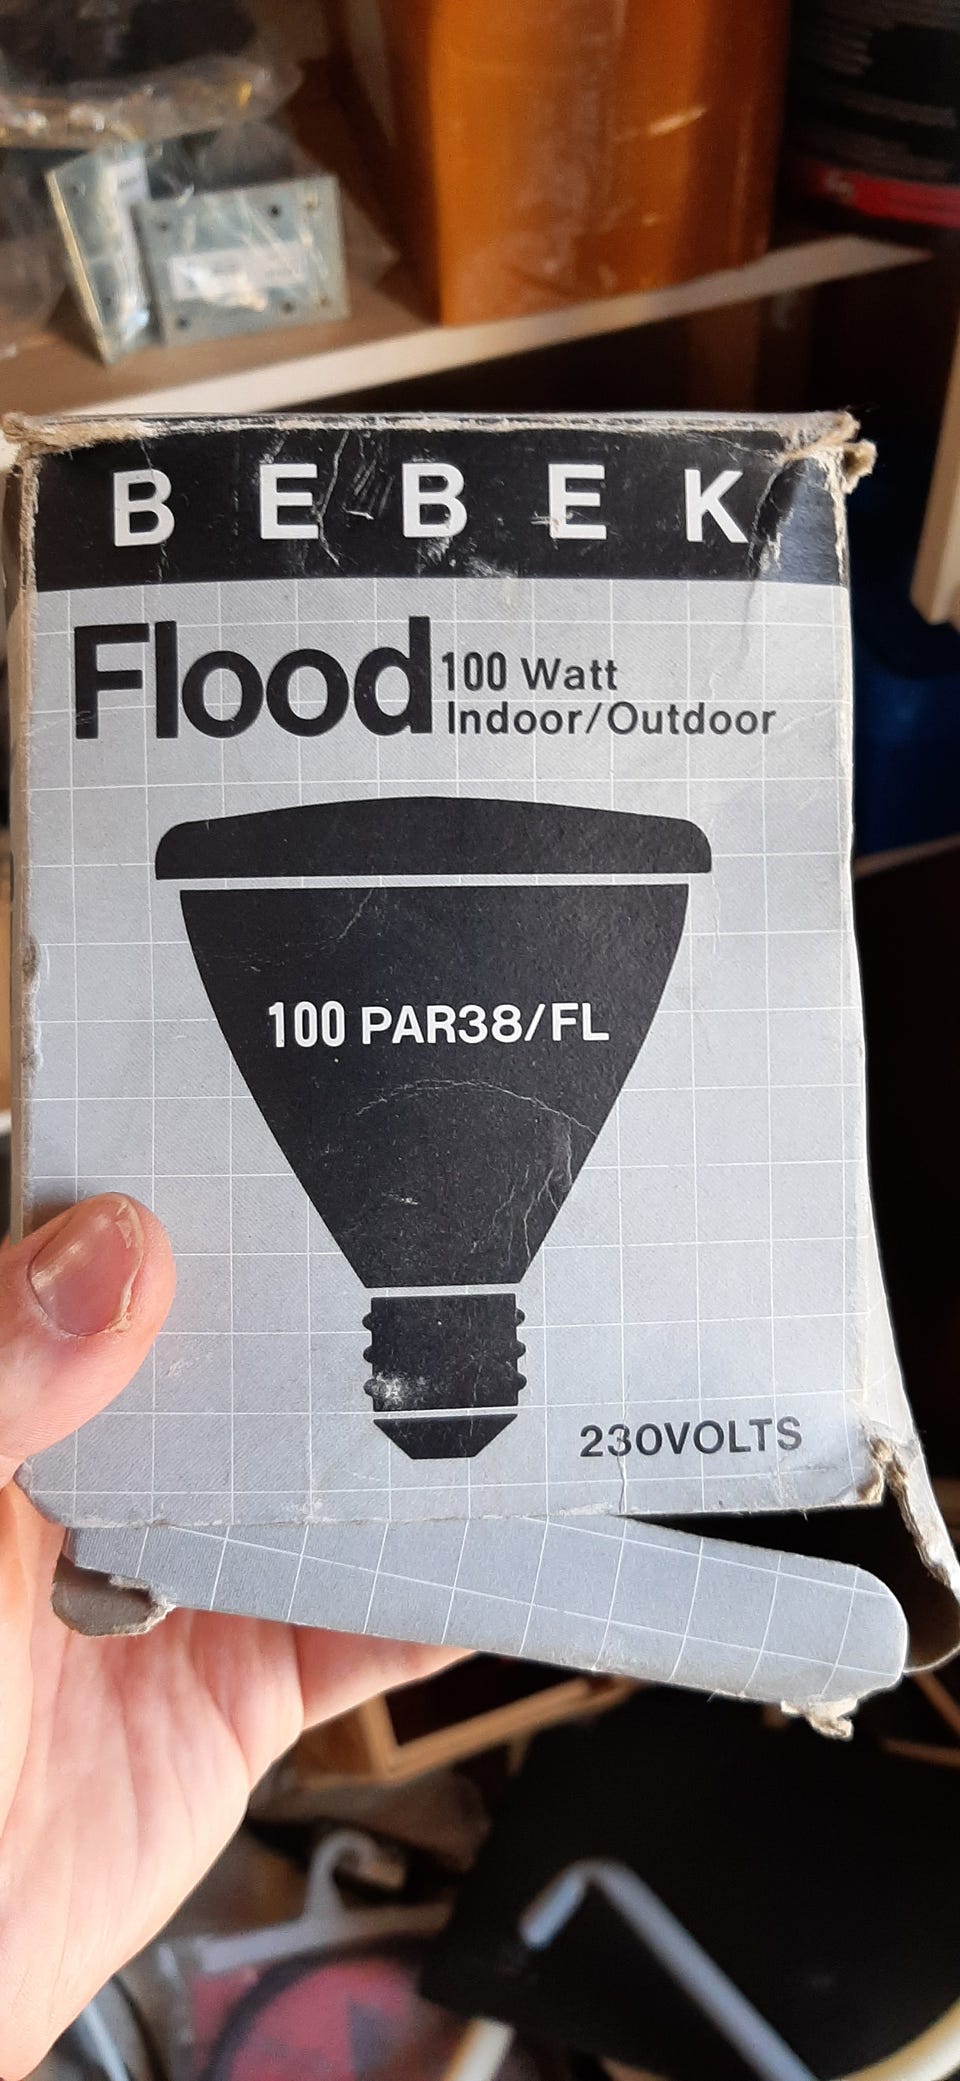 BEBEK
Flood 100 Watt
Indoor/Outdoor
100 PAR38/FL
230VOLTS